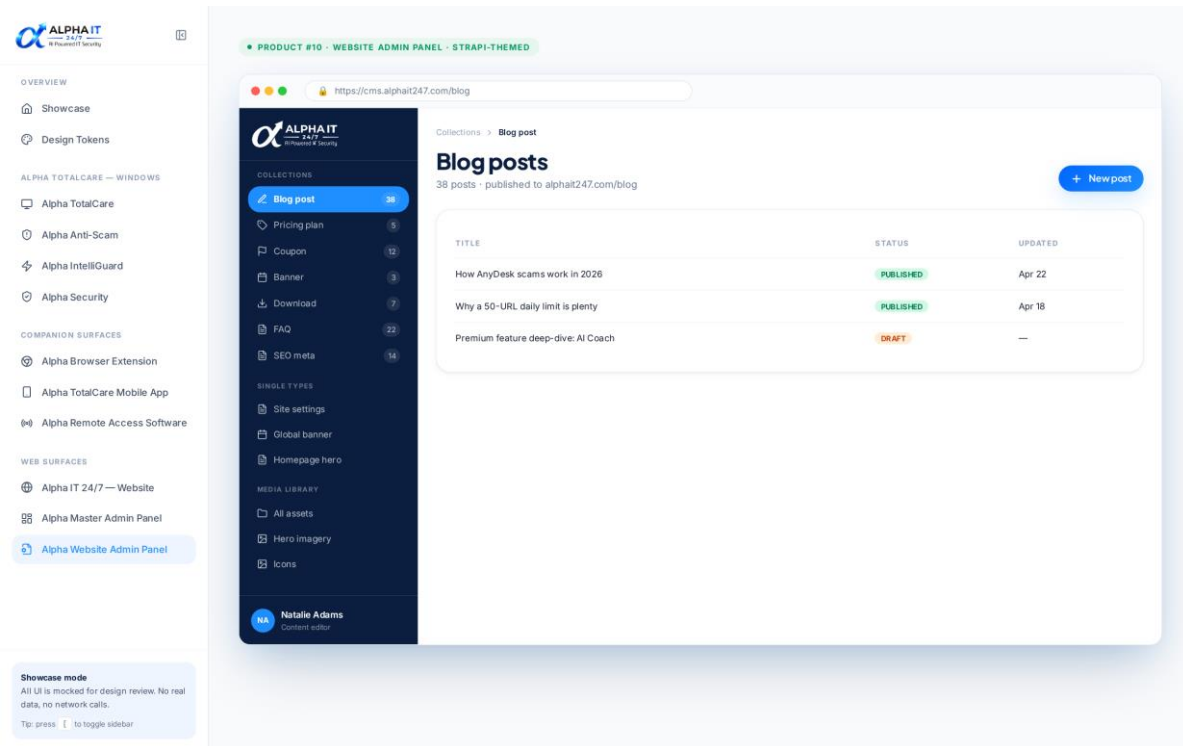 ALPHA IT
24/7
AI-Powered IT Security
OVERVIEW
Showcase
Design Tokens
ALPHA TOTALCARE — WINDOWS
Alpha TotalCare
Alpha Anti-Scam
Alpha IntelliGuard
Alpha Security
COMPANION SURFACES
Alpha Browser Extension
Alpha TotalCare Mobile App
Alpha Remote Access Software
WEB SURFACES
Alpha IT 24/7 — Website
Alpha Master Admin Panel
Alpha Website Admin Panel
Showcase mode
All UI is mocked for design review. No real
data, no network calls.
Tip: press [ to toggle sidebar
PRODUCT #10 · WEBSITE ADMIN PANEL · STRAPI-THEMED
https://cms.alphait247.com/blog
ALPHA IT
24/7
AI-Powered IT Security
COLLECTIONS
Blog post 38
Pricing plan 5
Coupon 12
Banner 3
Download 7
FAQ 22
SEO meta 14
SINGLE TYPES
Site settings
Global banner
Homepage hero
MEDIA LIBRARY
All assets
Hero imagery
Icons
NA
Natalie Adams
Content editor
Collections > Blog post
Blog posts
38 posts · published to alphait247.com/blog
+ New post
TITLE STATUS UPDATED
How AnyDesk scams work in 2026 PUBLISHED Apr 22
Why a 50-URL daily limit is plenty PUBLISHED Apr 18
Premium feature deep-dive: AI Coach DRAFT —